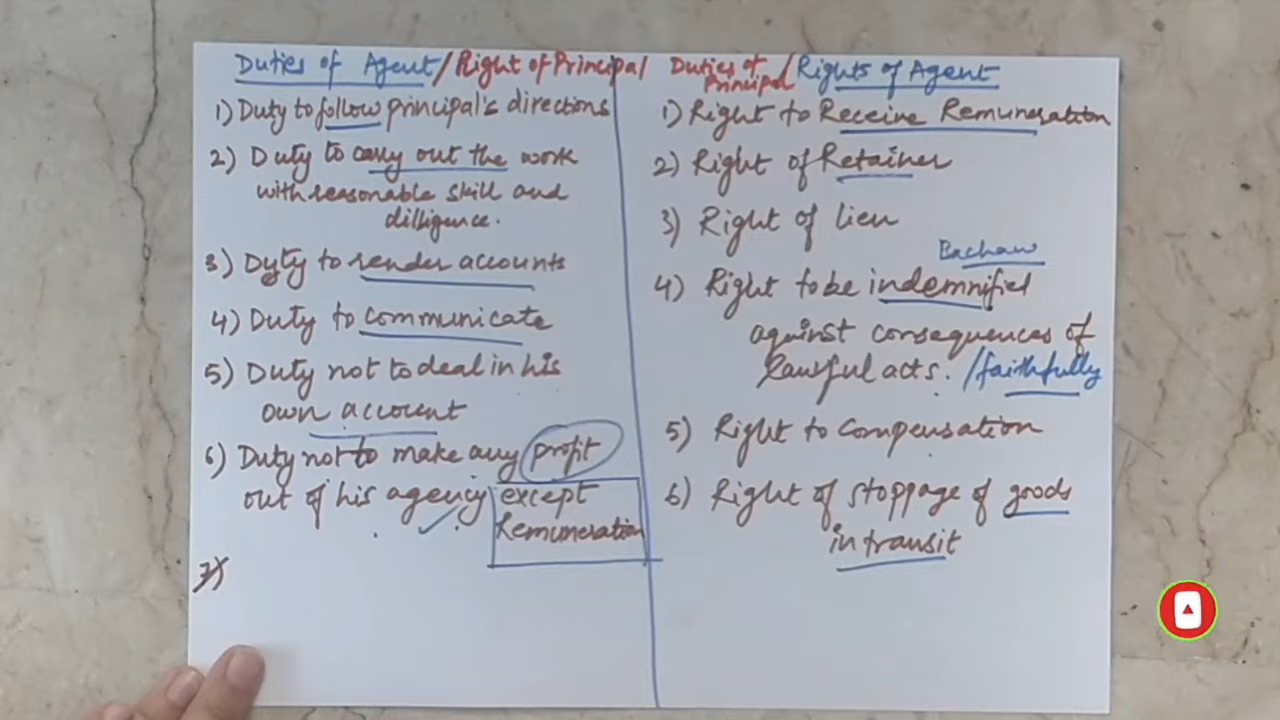 Duties of Agent/Right of Principal
1) Duty to follow principal's directions
2) Duty to carry out the work
with reasonable skill and
dilligence.
3) Duty to render accounts
4) Duty to communicate
5) Duty not to deal in his
own account
6) Duty not to make any profit
out of his agency except
Remuneration
7)
Duties of Principal/Rights of Agent
1) Right to Receive Remuneration
2) Right of Retainer
3) Right of lien
Bachaw
4) Right to be indemnified
against consequences of
lawful acts. /faithfully
5) Right to Compensation
6) Right of stoppage of goods
in transit